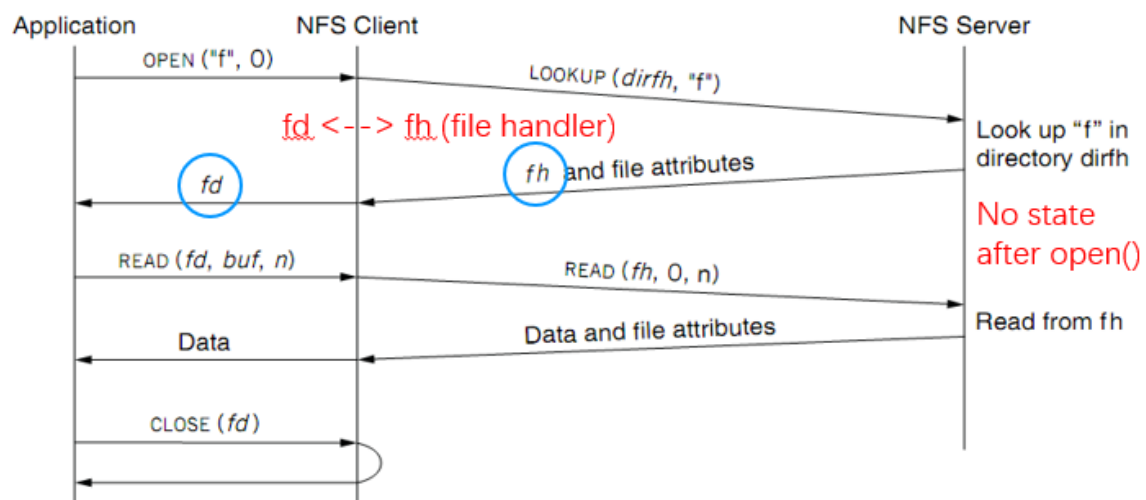 Application
NFS Client
NFS Server
OPEN ("f", 0)
LOOKUP (dirfh, "f")
fd <--> fh (file handler)
Look up “f” in
directory dirfh
fd
fh and file attributes
No state
after open()
READ (fd, buf, n)
READ (fh, 0, n)
Read from fh
Data
Data and file attributes
CLOSE (fd)